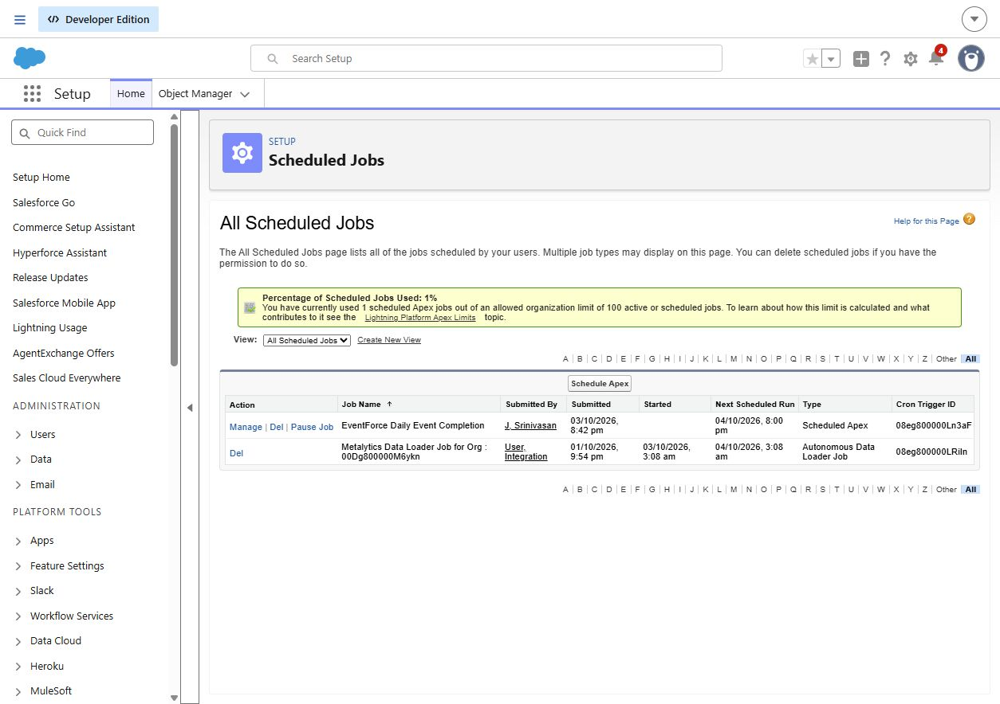 Developer Edition
Search Setup
4
Setup
Home
Object Manager
Quick Find
Setup Home
Salesforce Go
Commerce Setup Assistant
Hyperforce Assistant
Release Updates
Salesforce Mobile App
Lightning Usage
AgentExchange Offers
Sales Cloud Everywhere
ADMINISTRATION
Users
Data
Email
PLATFORM TOOLS
Apps
Feature Settings
Slack
Workflow Services
Data Cloud
Heroku
MuleSoft
SETUP
Scheduled Jobs
All Scheduled Jobs
Help for this Page ?
The All Scheduled Jobs page lists all of the jobs scheduled by your users. Multiple job types may display on this page. You can delete scheduled jobs if you have the
permission to do so.
Percentage of Scheduled Jobs Used: 1%
You have currently used 1 scheduled Apex jobs out of an allowed organization limit of 100 active or scheduled jobs. To learn about how this limit is calculated and what
contributes to it see the Lightning Platform Apex Limits topic.
View: All Scheduled Jobs Create New View
A | B | C | D | E | F | G | H | I | J | K | L | M | N | O | P | Q | R | S | T | U | V | W | X | Y | Z | Other | All
Schedule Apex
Action Job Name ↑ Submitted By Submitted Started Next Scheduled Run Type Cron Trigger ID
Manage | Del | Pause Job EventForce Daily Event Completion J, Srinivasan 03/10/2026, 8:42 pm 04/10/2026, 8:00 pm Scheduled Apex 08eg800000Ln3aF
Del Metalytics Data Loader Job for Org : 00Dg800000M6ykn User, Integration 01/10/2026, 9:54 pm 03/10/2026, 3:08 am 04/10/2026, 3:08 am Autonomous Data Loader Job 08eg800000LRiIn
A | B | C | D | E | F | G | H | I | J | K | L | M | N | O | P | Q | R | S | T | U | V | W | X | Y | Z | Other | All